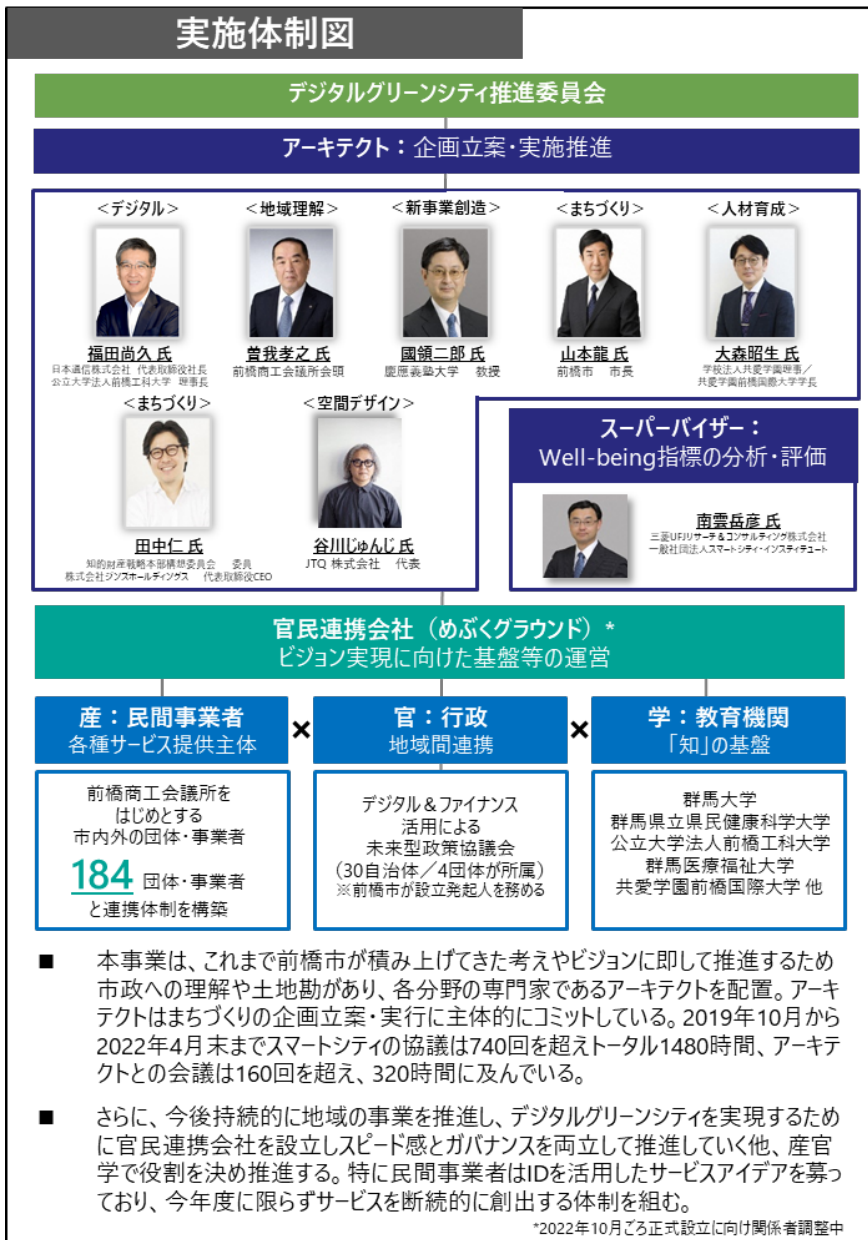 実施体制図
デジタルグリーンシティ推進委員会
アーキテクト：企画立案・実施推進
＜デジタル＞
福田尚久 氏
日本通信株式会社 代表取締役社長
公立大学法人前橋工科大学 理事長
＜地域理解＞
曽我孝之 氏
前橋商工会議所会頭
＜新事業創造＞
國領二郎 氏
慶應義塾大学 教授
＜まちづくり＞
山本龍 氏
前橋市 市長
＜人材育成＞
大森昭生 氏
学校法人共愛学園理事／
共愛学園前橋国際大学学長
＜まちづくり＞
田中仁 氏
知的財産戦略本部構想委員会 委員
株式会社ジンズホールディングス 代表取締役CEO
＜空間デザイン＞
谷川じゅんじ 氏
JTQ 株式会社 代表
スーパーバイザー：
Well-being指標の分析・評価
南雲岳彦 氏
三菱UFJリサーチ＆コンサルティング株式会社
一般社団法人スマートシティ・インスティテュート
官民連携会社（めぶくグラウンド）*
ビジョン実現に向けた基盤等の運営
産：民間事業者
各種サービス提供主体
×
官：行政
地域間連携
×
学：教育機関
「知」の基盤
前橋商工会議所を
はじめとする
市内外の団体・事業者
184 団体・事業者
と連携体制を構築
デジタル＆ファイナンス
活用による
未来型政策協議会
（30自治体／4団体が所属）
※前橋市が設立発起人を務める
群馬大学
群馬県立県民健康科学大学
公立大学法人前橋工科大学
群馬医療福祉大学
共愛学園前橋国際大学 他
■ 本事業は、これまで前橋市が積み上げてきた考えやビジョンに即して推進するため
市政への理解や土地勘があり、各分野の専門家であるアーキテクトを配置。アーキ
テクトはまちづくりの企画立案・実行に主体的にコミットしている。2019年10月から
2022年4月末までスマートシティの協議は740回を超えトータル1480時間、アーキテ
クトとの会議は160回を超え、320時間に及んでいる。
■ さらに、今後持続的に地域の事業を推進し、デジタルグリーンシティを実現するため
に官民連携会社を設立しスピード感とガバナンスを両立して推進していく他、産官
学で役割を決め推進する。特に民間事業者はIDを活用したサービスアイデアを募っ
ており、今年度に限らずサービスを断続的に創出する体制を組む。
*2022年10月ごろ正式設立に向け関係者調整中